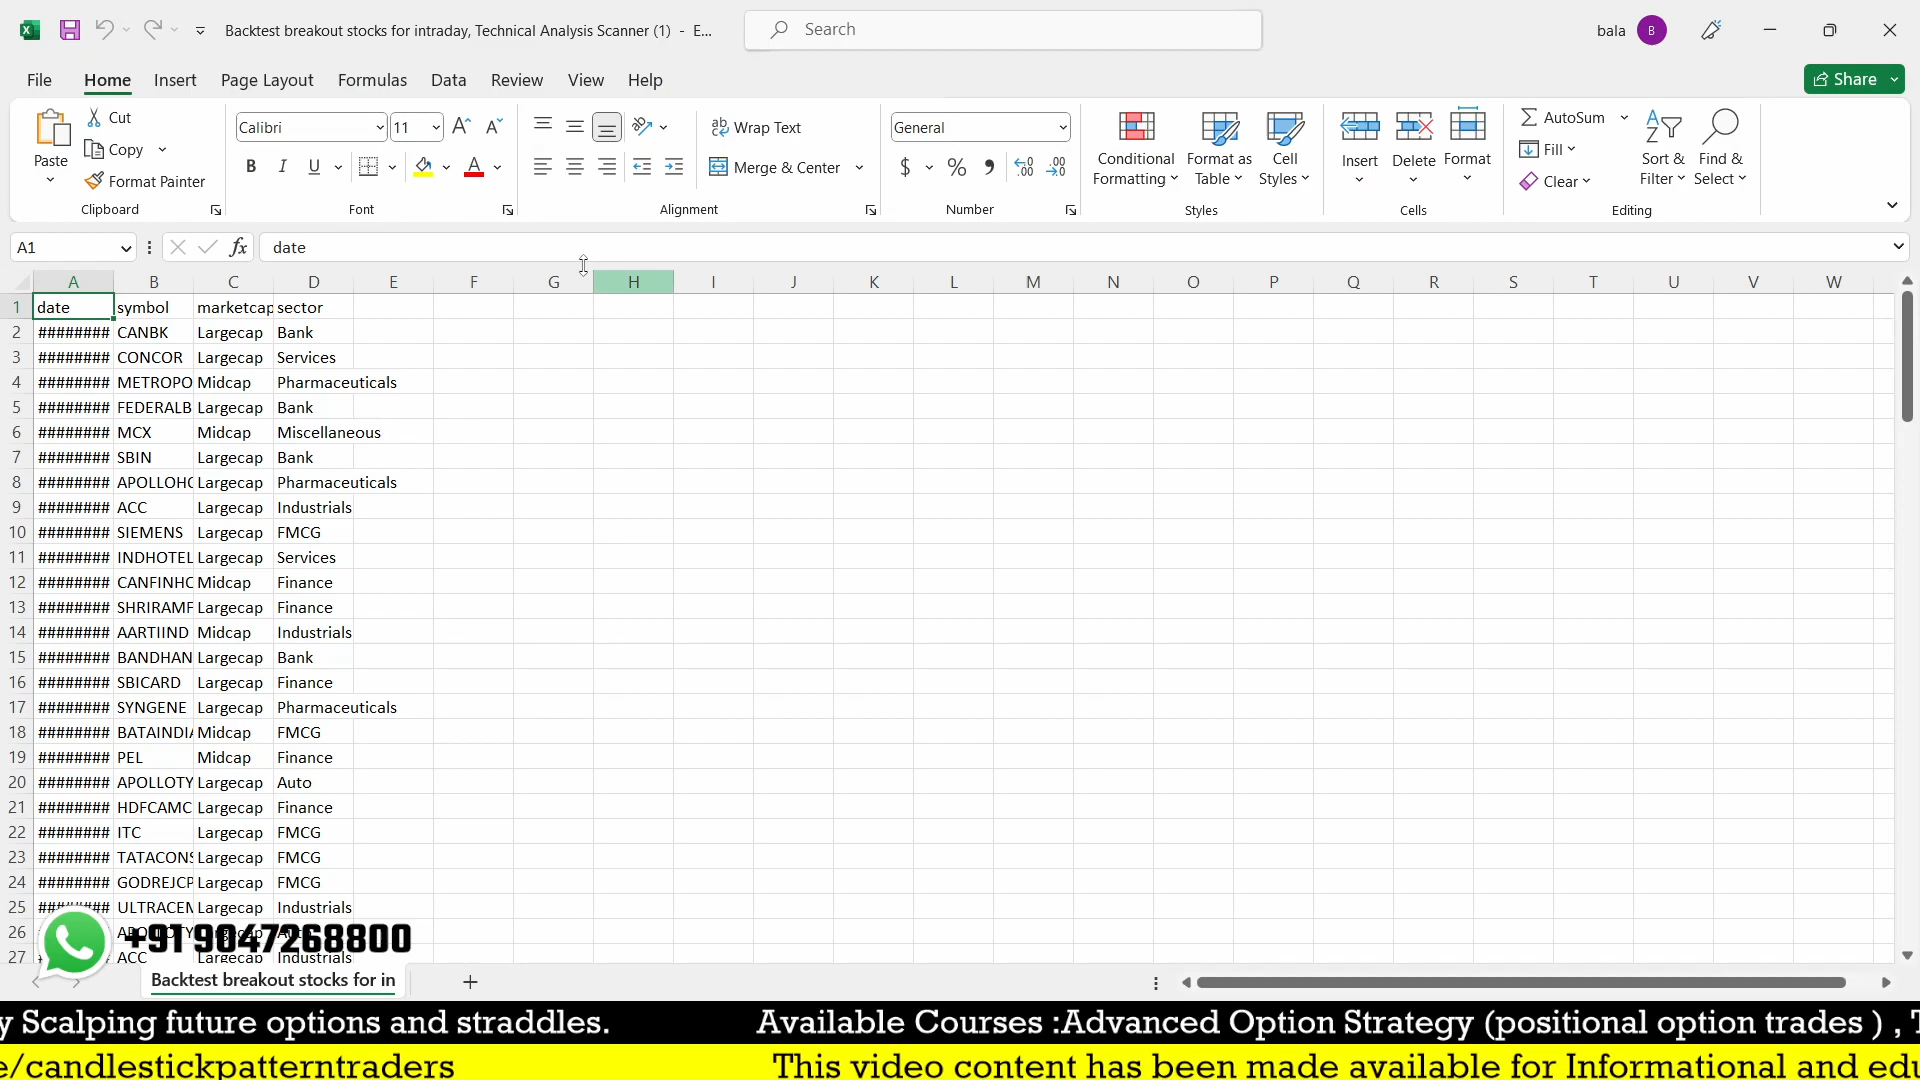 Backtest breakout stocks for intraday, Technical Analysis Scanner (1) - E...
Search
bala B
File Home Insert Page Layout Formulas Data Review View Help
Share
Paste
Cut
Copy
Format Painter
Clipboard
Calibri 11
B I U
Font
Wrap Text
Merge & Center
Alignment
General
$ %
Number
Conditional Formatting
Format as Table
Cell Styles
Styles
Insert Delete Format
Cells
AutoSum
Fill
Clear
Sort & Filter
Find & Select
Editing
A1 fx date
A B C D E F G H I J K L M N O P Q R S T U V W
1 date symbol marketcap sector
2 ######## CANBK Largecap Bank
3 ######## CONCOR Largecap Services
4 ######## METROPO Midcap Pharmaceuticals
5 ######## FEDERALB Largecap Bank
6 ######## MCX Midcap Miscellaneous
7 ######## SBIN Largecap Bank
8 ######## APOLLOHO Largecap Pharmaceuticals
9 ######## ACC Largecap Industrials
10 ######## SIEMENS Largecap FMCG
11 ######## INDHOTEL Largecap Services
12 ######## CANFINHO Midcap Finance
13 ######## SHRIRAMF Largecap Finance
14 ######## AARTIIND Midcap Industrials
15 ######## BANDHAN Largecap Bank
16 ######## SBICARD Largecap Finance
17 ######## SYNGENE Largecap Pharmaceuticals
18 ######## BATAINDIA Midcap FMCG
19 ######## PEL Midcap Finance
20 ######## APOLLOTY Largecap Auto
21 ######## HDFCAMC Largecap Finance
22 ######## ITC Largecap FMCG
23 ######## TATACONS Largecap FMCG
24 ######## GODREJCP Largecap FMCG
25 ######## ULTRACEM Largecap Industrials
26 APOLLOTY Largecap Auto
27 ACC Largecap Industrials
+91 9047268800
Backtest breakout stocks for in
y Scalping future options and straddles. Available Courses :Advanced Option Strategy (positional option trades ) , T
e/candlestickpatterntraders This video content has been made available for Informational and edu